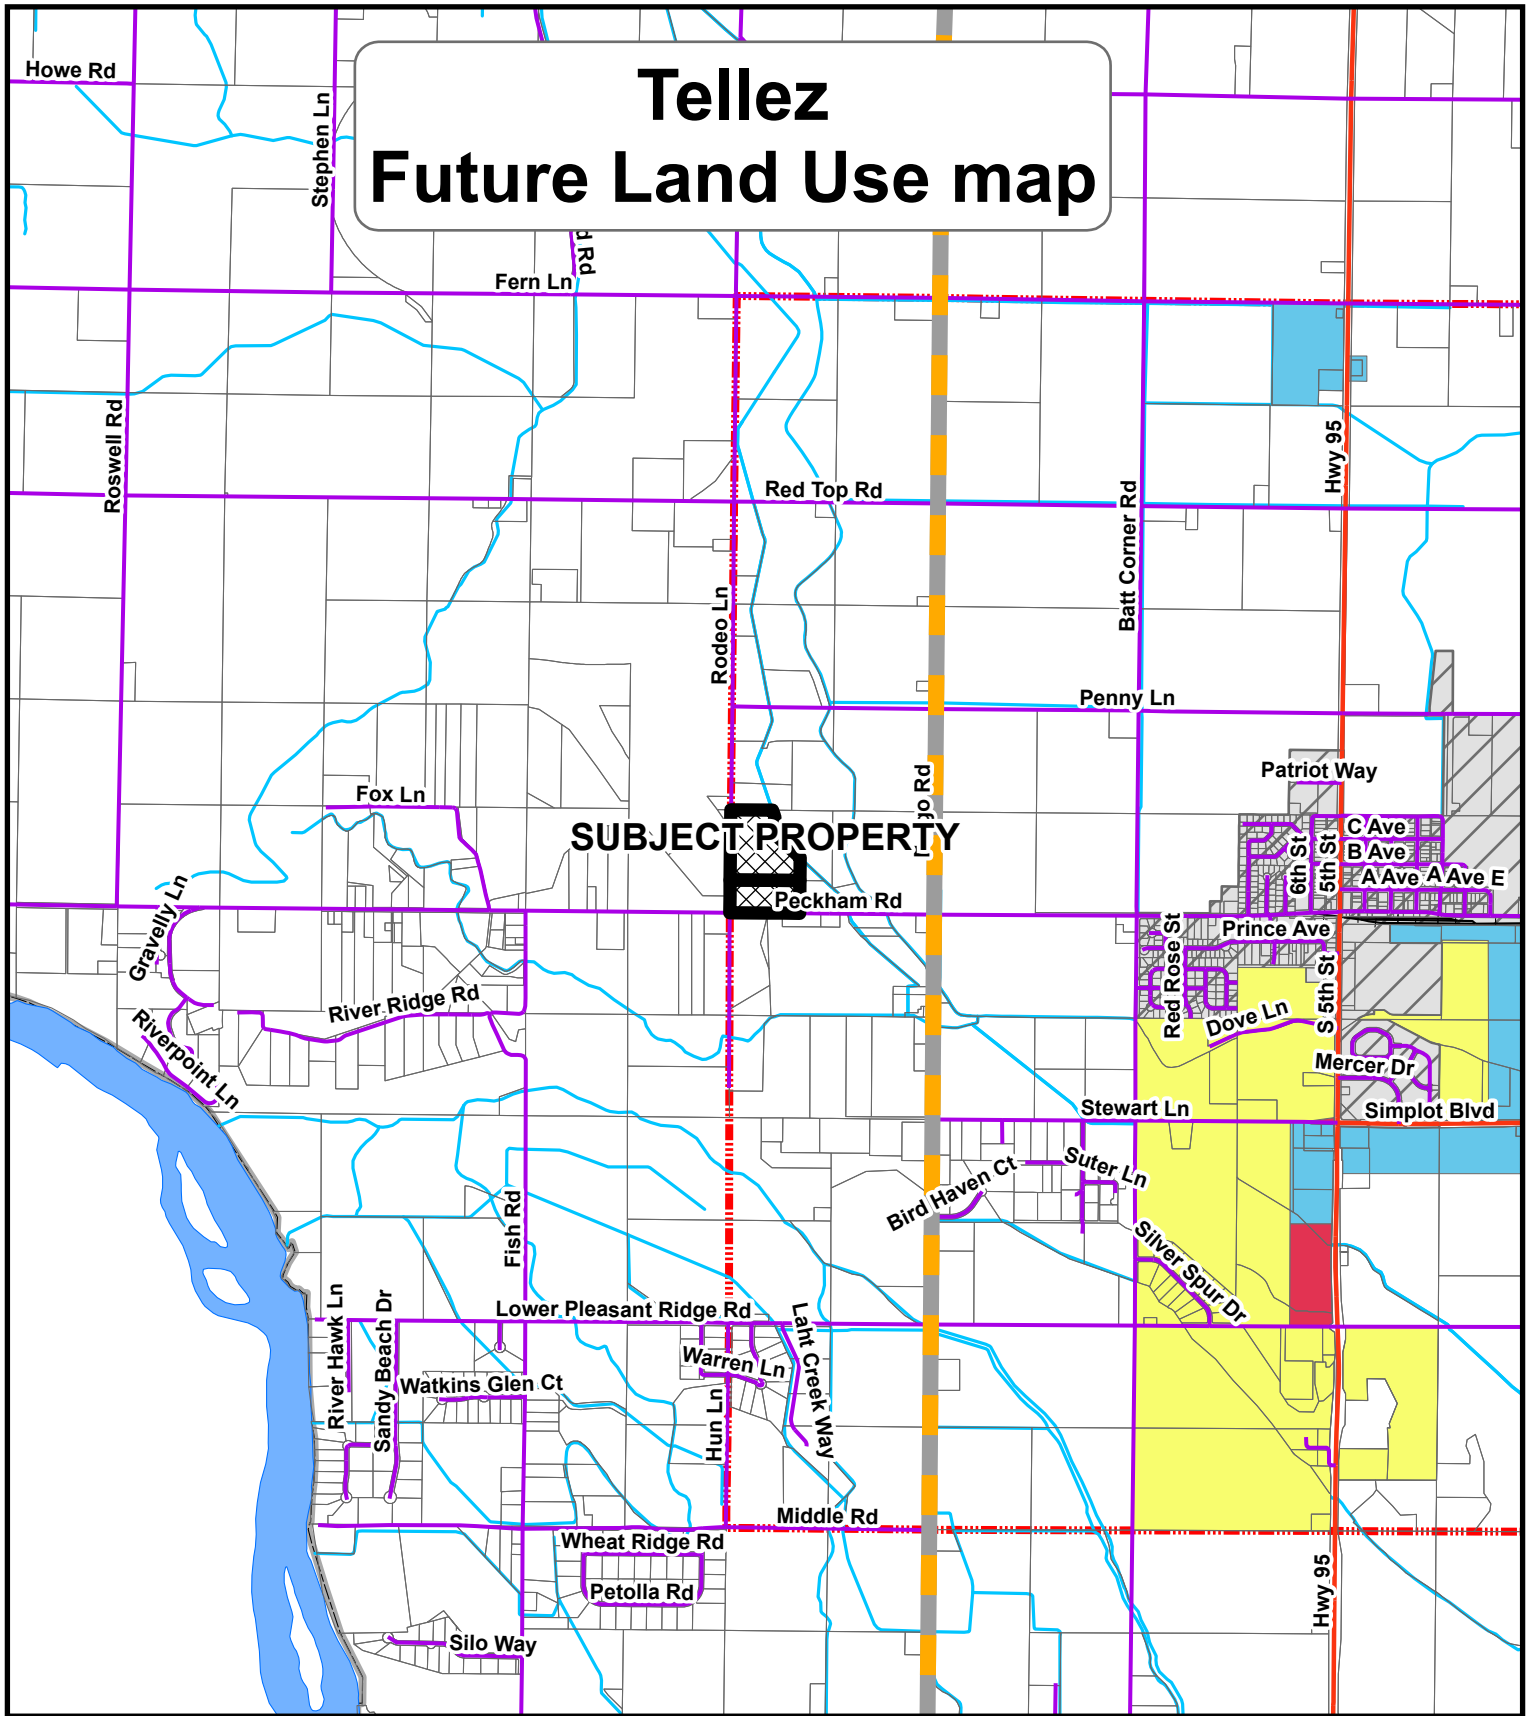 Tellez
Future Land Use map
Howe Rd
Stephen Ln
d Rd
Fern Ln
Roswell Rd
Hwy 95
Red Top Rd
Batt Corner Rd
Rodeo Ln
Penny Ln
Patriot Way
Fox Ln
go Rd
SUBJECT PROPERTY
C Ave
B Ave
6th St
5th St
A Ave
A Ave E
Peckham Rd
Gravelly Ln
Prince Ave
Red Rose St
S 5th St
River Ridge Rd
Dove Ln
Riverpoint Ln
Mercer Dr
Stewart Ln
Simplot Blvd
Suter Ln
Bird Haven Ct
Fish Rd
Silver Spur Dr
Lower Pleasant Ridge Rd
River Hawk Ln
Sandy Beach Dr
Laht Creek Way
Warren Ln
Watkins Glen Ct
Hun Ln
Middle Rd
Wheat Ridge Rd
Petolla Rd
Hwy 95
Silo Way